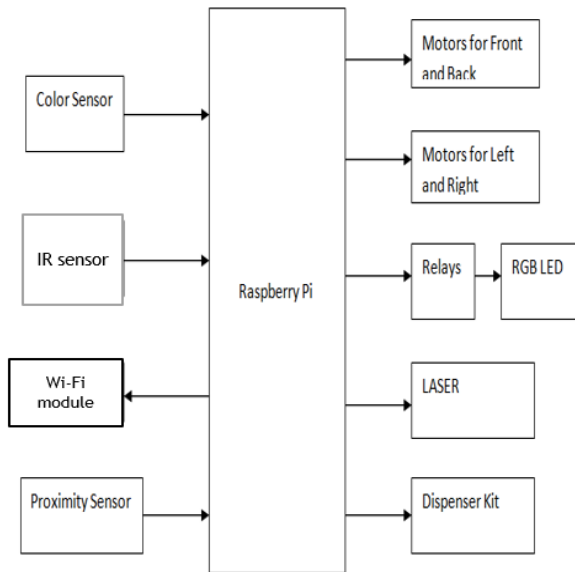 Color Sensor
IR sensor
Wi-Fi
module
Proximity Sensor
Raspberry Pi
Motors for Front
and Back
Motors for Left
and Right
Relays
RGB LED
LASER
Dispenser Kit